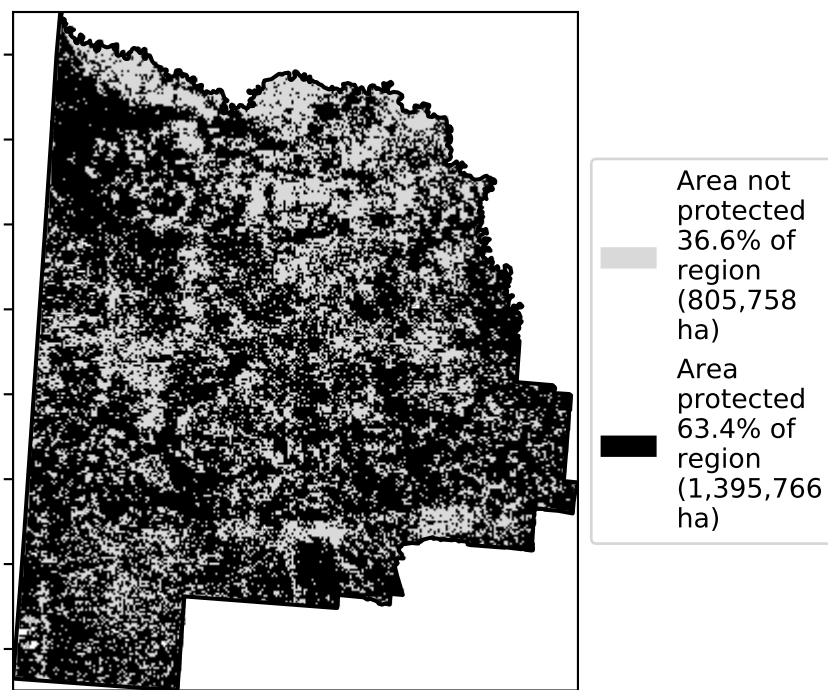 Area not
protected
36.6% of
region
(805,758
ha)
Area
protected
63.4% of
region
(1,395,766
ha)